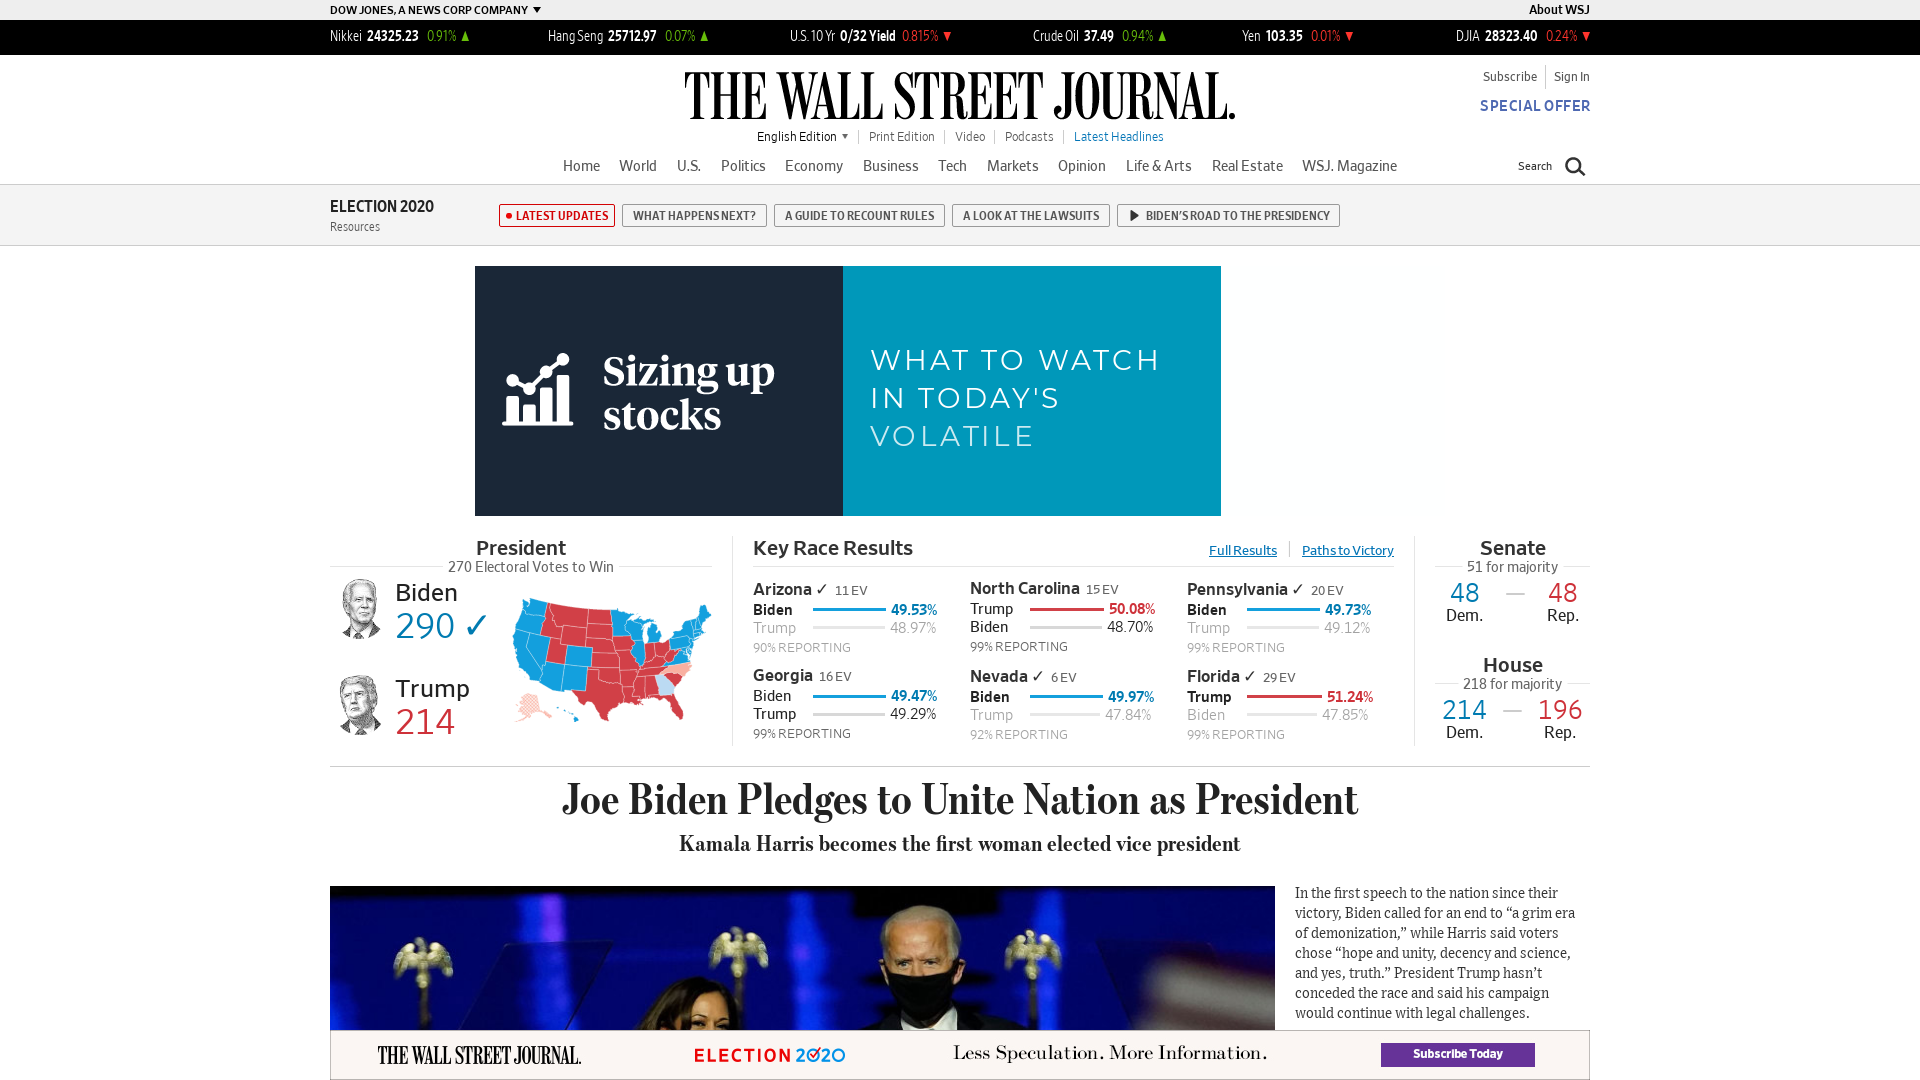 DOW JONES, A NEWS CORP COMPANY
About WSJ
Nikkei 24325.23 0.91%
Hang Seng 25712.97 0.07%
U.S. 10 Yr 0/32 Yield 0.815%
Crude Oil 37.49 0.94%
Yen 103.35 0.01%
DJIA 28323.40 0.24%
THE WALL STREET JOURNAL.
Subscribe
Sign In
SPECIAL OFFER
English Edition
Print Edition
Video
Podcasts
Latest Headlines
Home
World
U.S.
Politics
Economy
Business
Tech
Markets
Opinion
Life & Arts
Real Estate
WSJ. Magazine
Search
ELECTION 2020
Resources
LATEST UPDATES
WHAT HAPPENS NEXT?
A GUIDE TO RECOUNT RULES
A LOOK AT THE LAWSUITS
BIDEN'S ROAD TO THE PRESIDENCY
Sizing up
stocks
WHAT TO WATCH
IN TODAY'S
VOLATILE
President
270 Electoral Votes to Win
Biden
290 ✓
Trump
214
Key Race Results
Full Results
Paths to Victory
Arizona ✓ 11 EV
Biden 49.53%
Trump 48.97%
90% REPORTING
North Carolina 15 EV
Trump 50.08%
Biden 48.70%
99% REPORTING
Pennsylvania ✓ 20 EV
Biden 49.73%
Trump 49.12%
99% REPORTING
Georgia 16 EV
Biden 49.47%
Trump 49.29%
99% REPORTING
Nevada ✓ 6 EV
Biden 49.97%
Trump 47.84%
92% REPORTING
Florida ✓ 29 EV
Trump 51.24%
Biden 47.85%
99% REPORTING
Senate
51 for majority
48 — 48
Dem. Rep.
House
218 for majority
214 — 196
Dem. Rep.
Joe Biden Pledges to Unite Nation as President
Kamala Harris becomes the first woman elected vice president
In the first speech to the nation since their
victory, Biden called for an end to “a grim era
of demonization,” while Harris said voters
chose “hope and unity, decency and science,
and yes, truth.” President Trump hasn’t
conceded the race and said his campaign
would continue with legal challenges.
THE WALL STREET JOURNAL.
ELECTION 2020
Less Speculation. More Information.
Subscribe Today